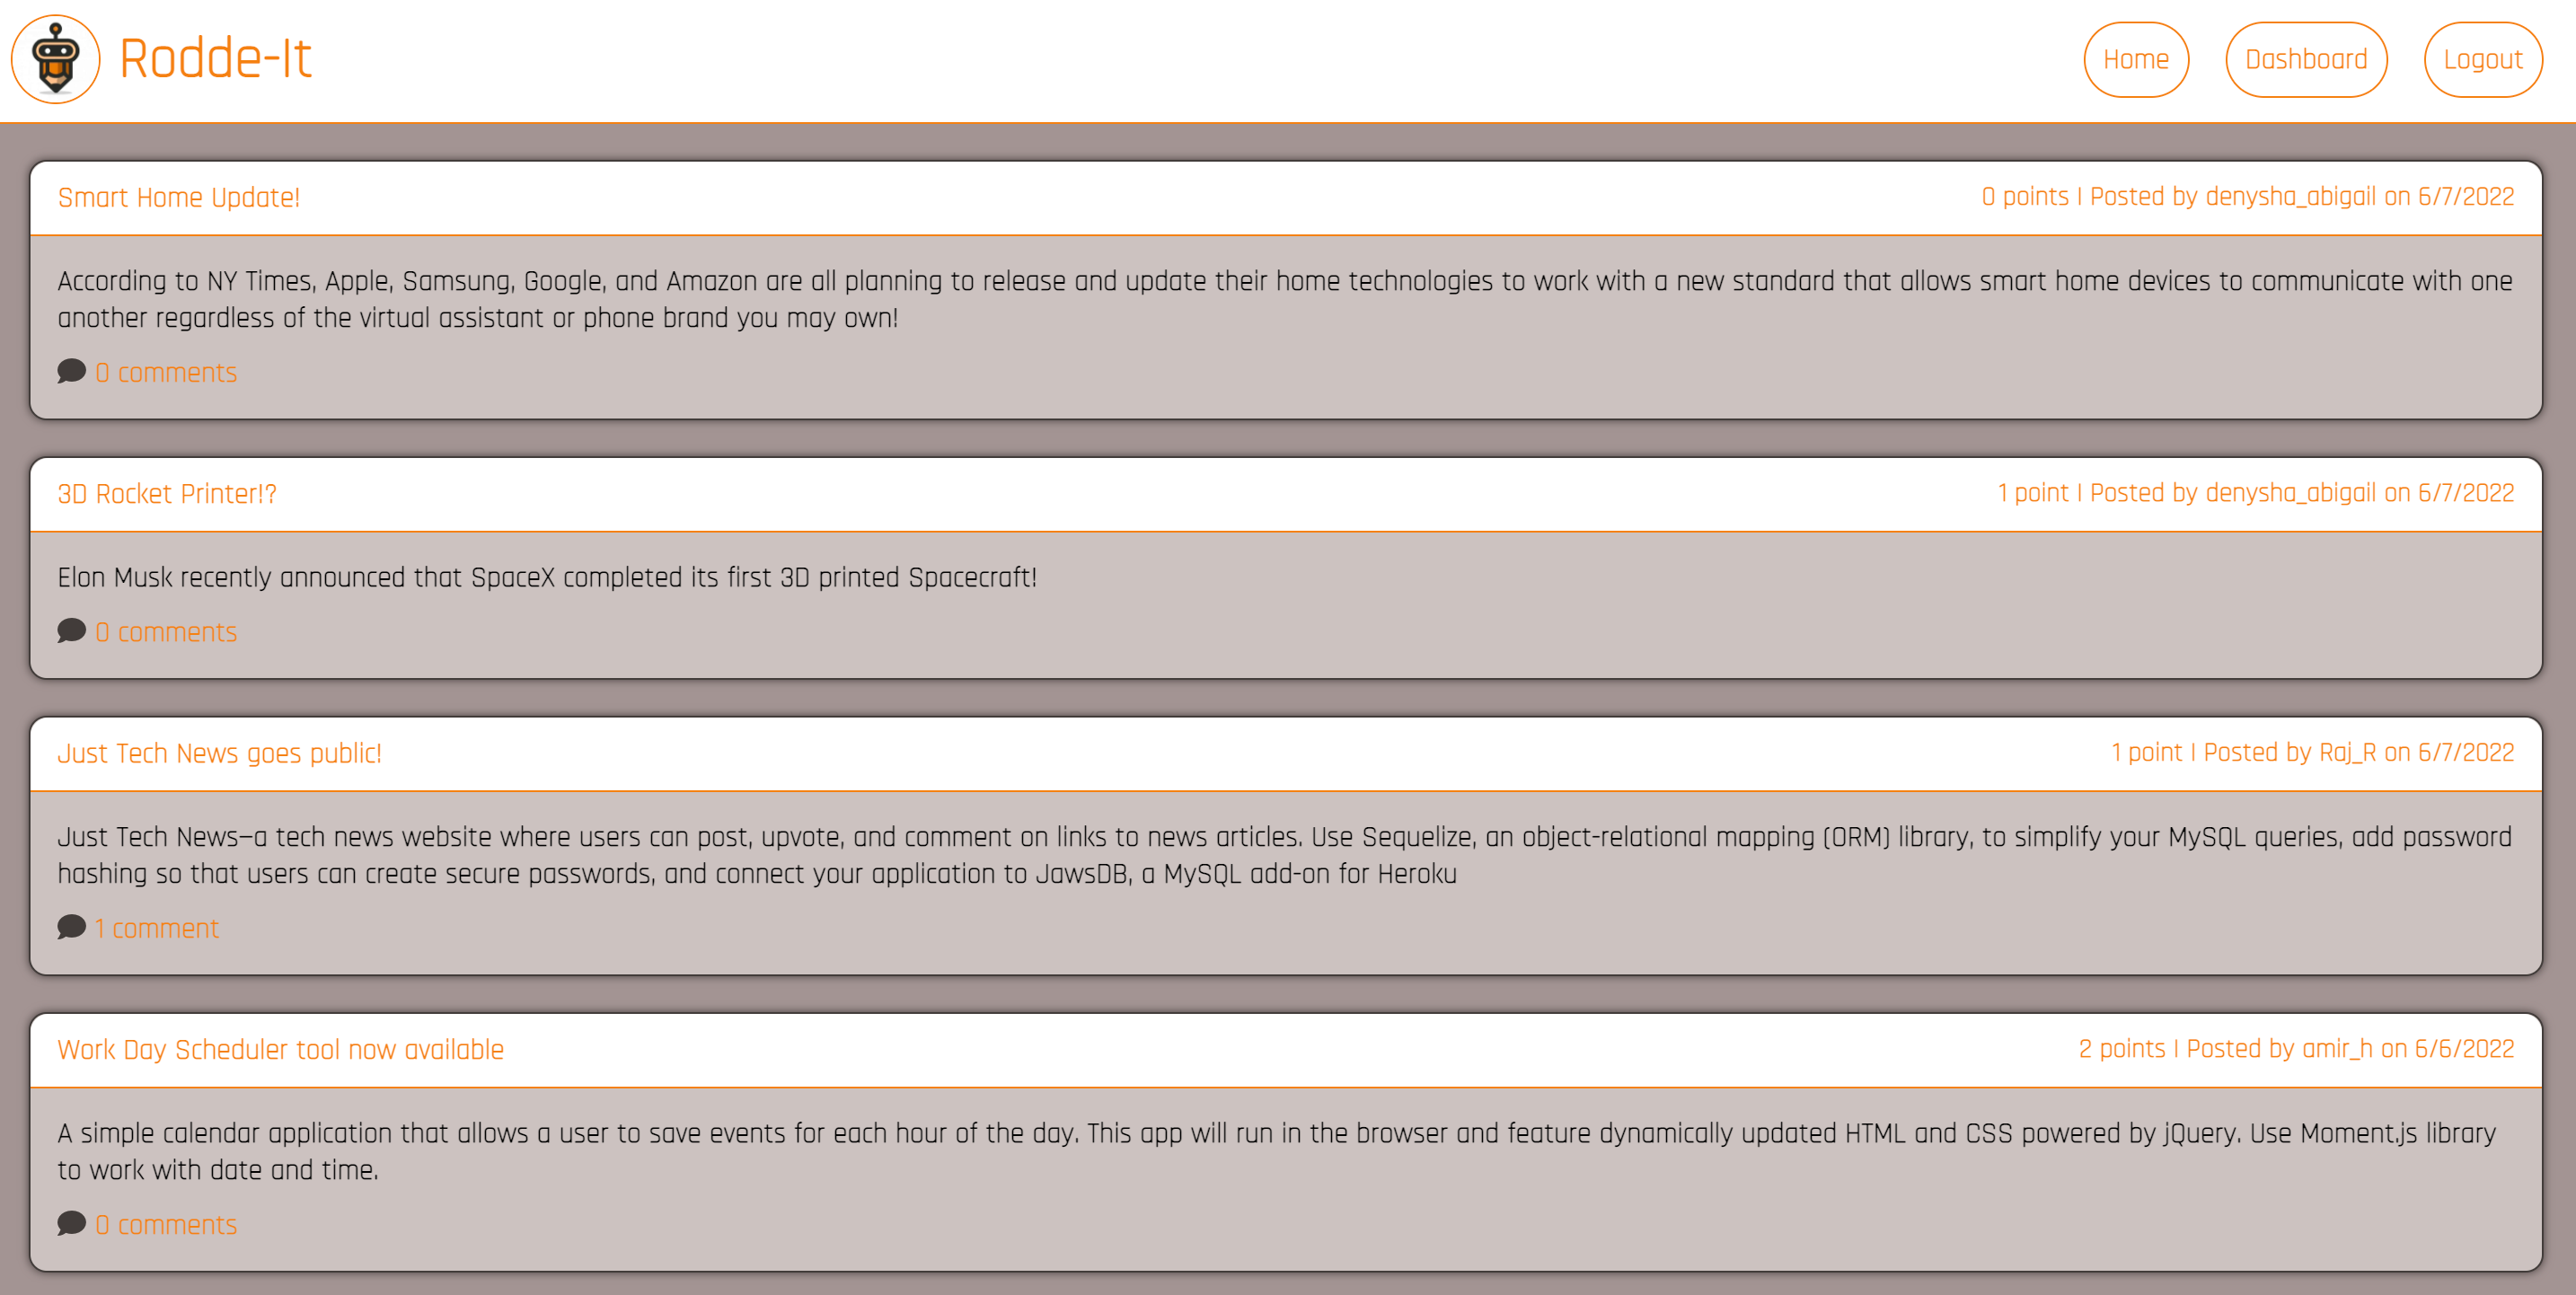 Rodde-It
Home
Dashboard
Logout
Smart Home Update!
0 points | Posted by denysha_abigail on 6/7/2022
According to NY Times, Apple, Samsung, Google, and Amazon are all planning to release and update their home technologies to work with a new standard that allows smart home devices to communicate with one
another regardless of the virtual assistant or phone brand you may own!
0 comments
3D Rocket Printer!?
1 point | Posted by denysha_abigail on 6/7/2022
Elon Musk recently announced that SpaceX completed its first 3D printed Spacecraft!
0 comments
Just Tech News goes public!
1 point | Posted by Raj_R on 6/7/2022
Just Tech News—a tech news website where users can post, upvote, and comment on links to news articles. Use Sequelize, an object-relational mapping (ORM) library, to simplify your MySQL queries, add password
hashing so that users can create secure passwords, and connect your application to JawsDB, a MySQL add-on for Heroku
1 comment
Work Day Scheduler tool now available
2 points | Posted by amir_h on 6/6/2022
A simple calendar application that allows a user to save events for each hour of the day. This app will run in the browser and feature dynamically updated HTML and CSS powered by jQuery. Use Moment.js library
to work with date and time.
0 comments